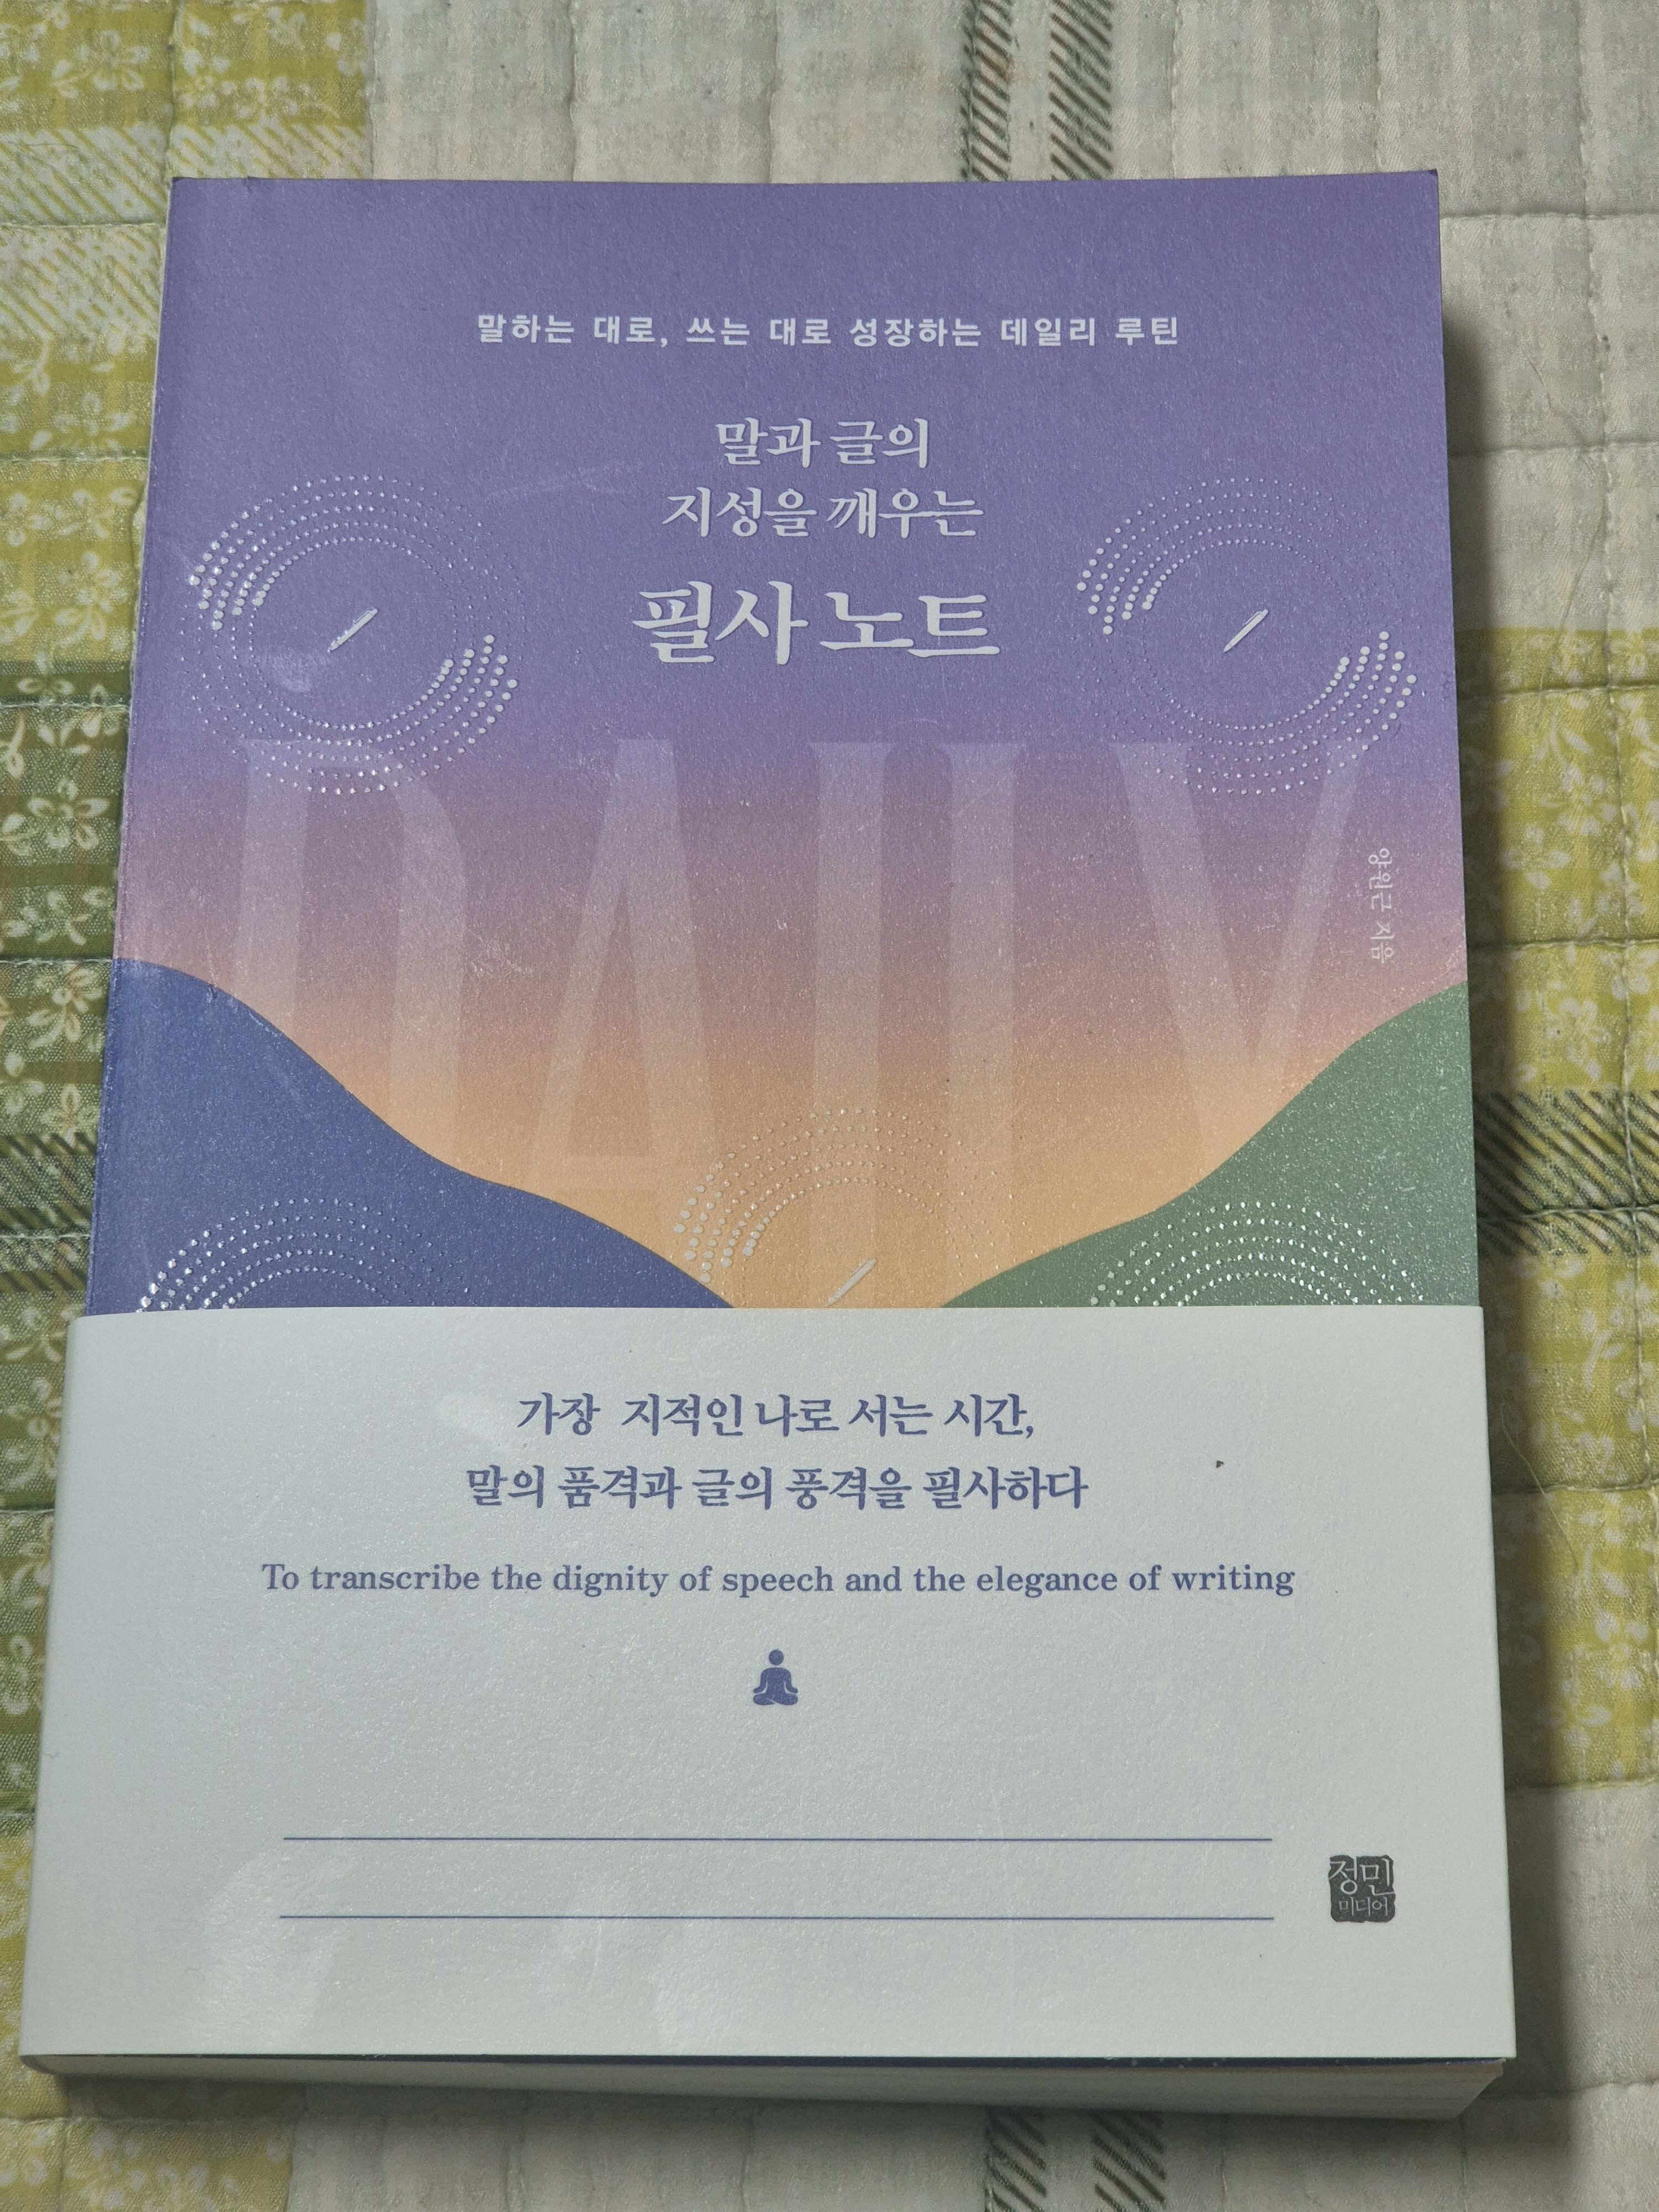 말하는 대로, 쓰는 대로 성장하는 데일리 루틴
말과 글의
지성을 깨우는
필사 노트
DAILY
양원근 지음
가장 지적인 나로 서는 시간,
말의 품격과 글의 풍격을 필사하다
To transcribe the dignity of speech and the elegance of writing
정민
미디어